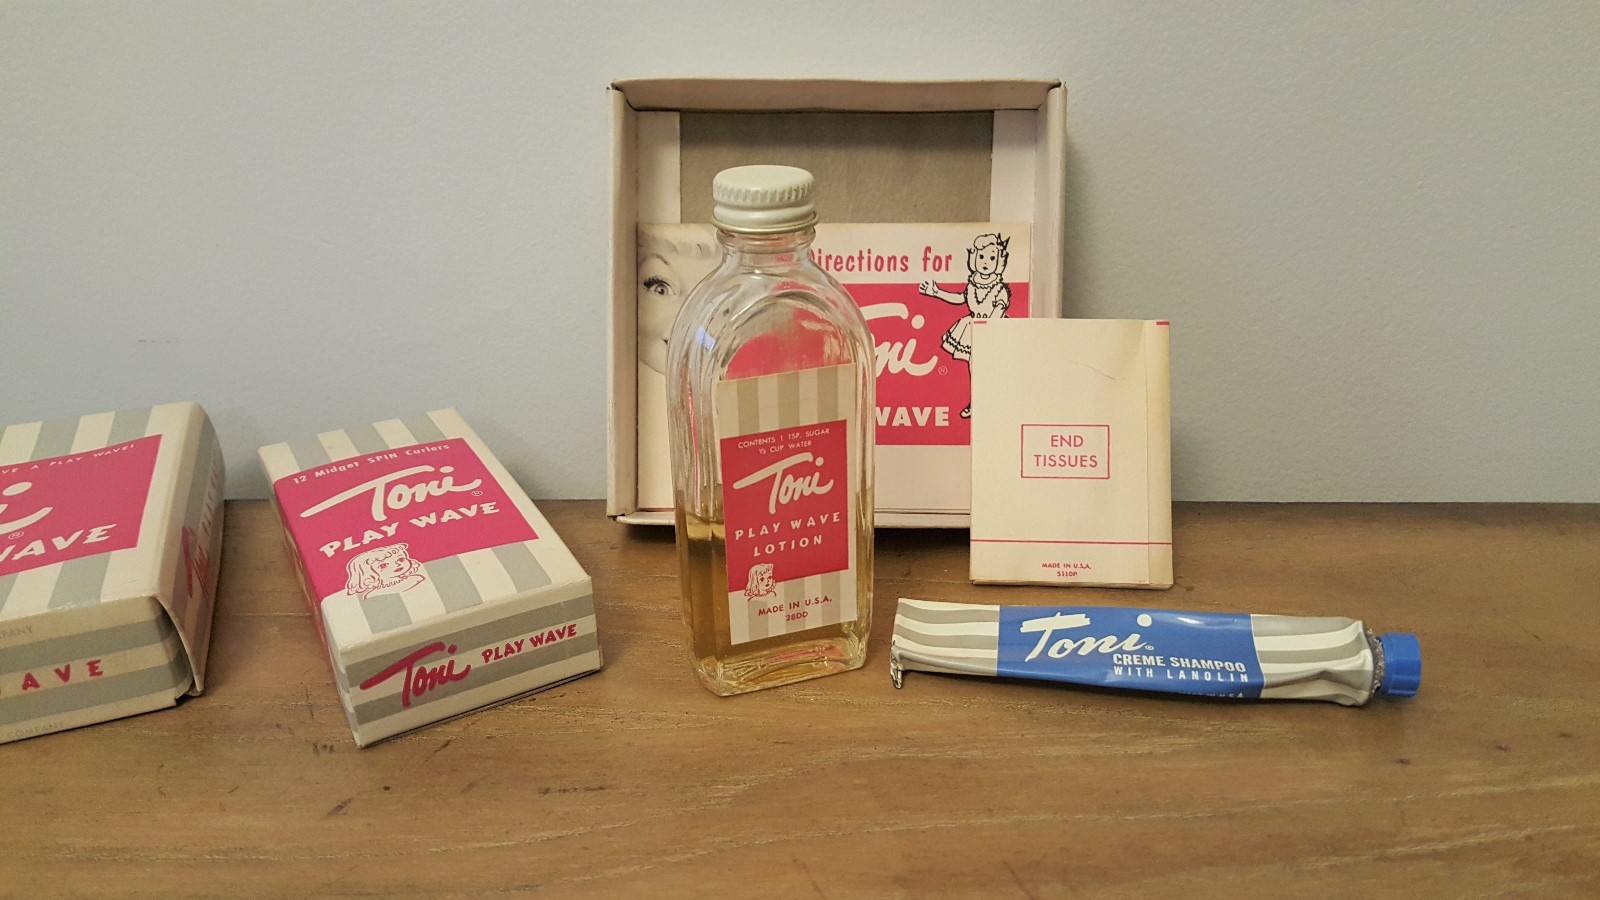 VE A PLAY WAVE!
WAVE
PANY
AVE
COMPANY
12 Midget SPIN Curlers
Toni®
PLAY WAVE
Toni PLAY WAVE
Directions for
Toni®
WAVE
CONTENTS 1 TSP. SUGAR
½ CUP WATER
Toni
PLAY WAVE
LOTION
MADE IN U.S.A.
28DD
END
TISSUES
MADE IN U.S.A.
5110P
Toni®
CREME SHAMPOO
WITH LANOLIN